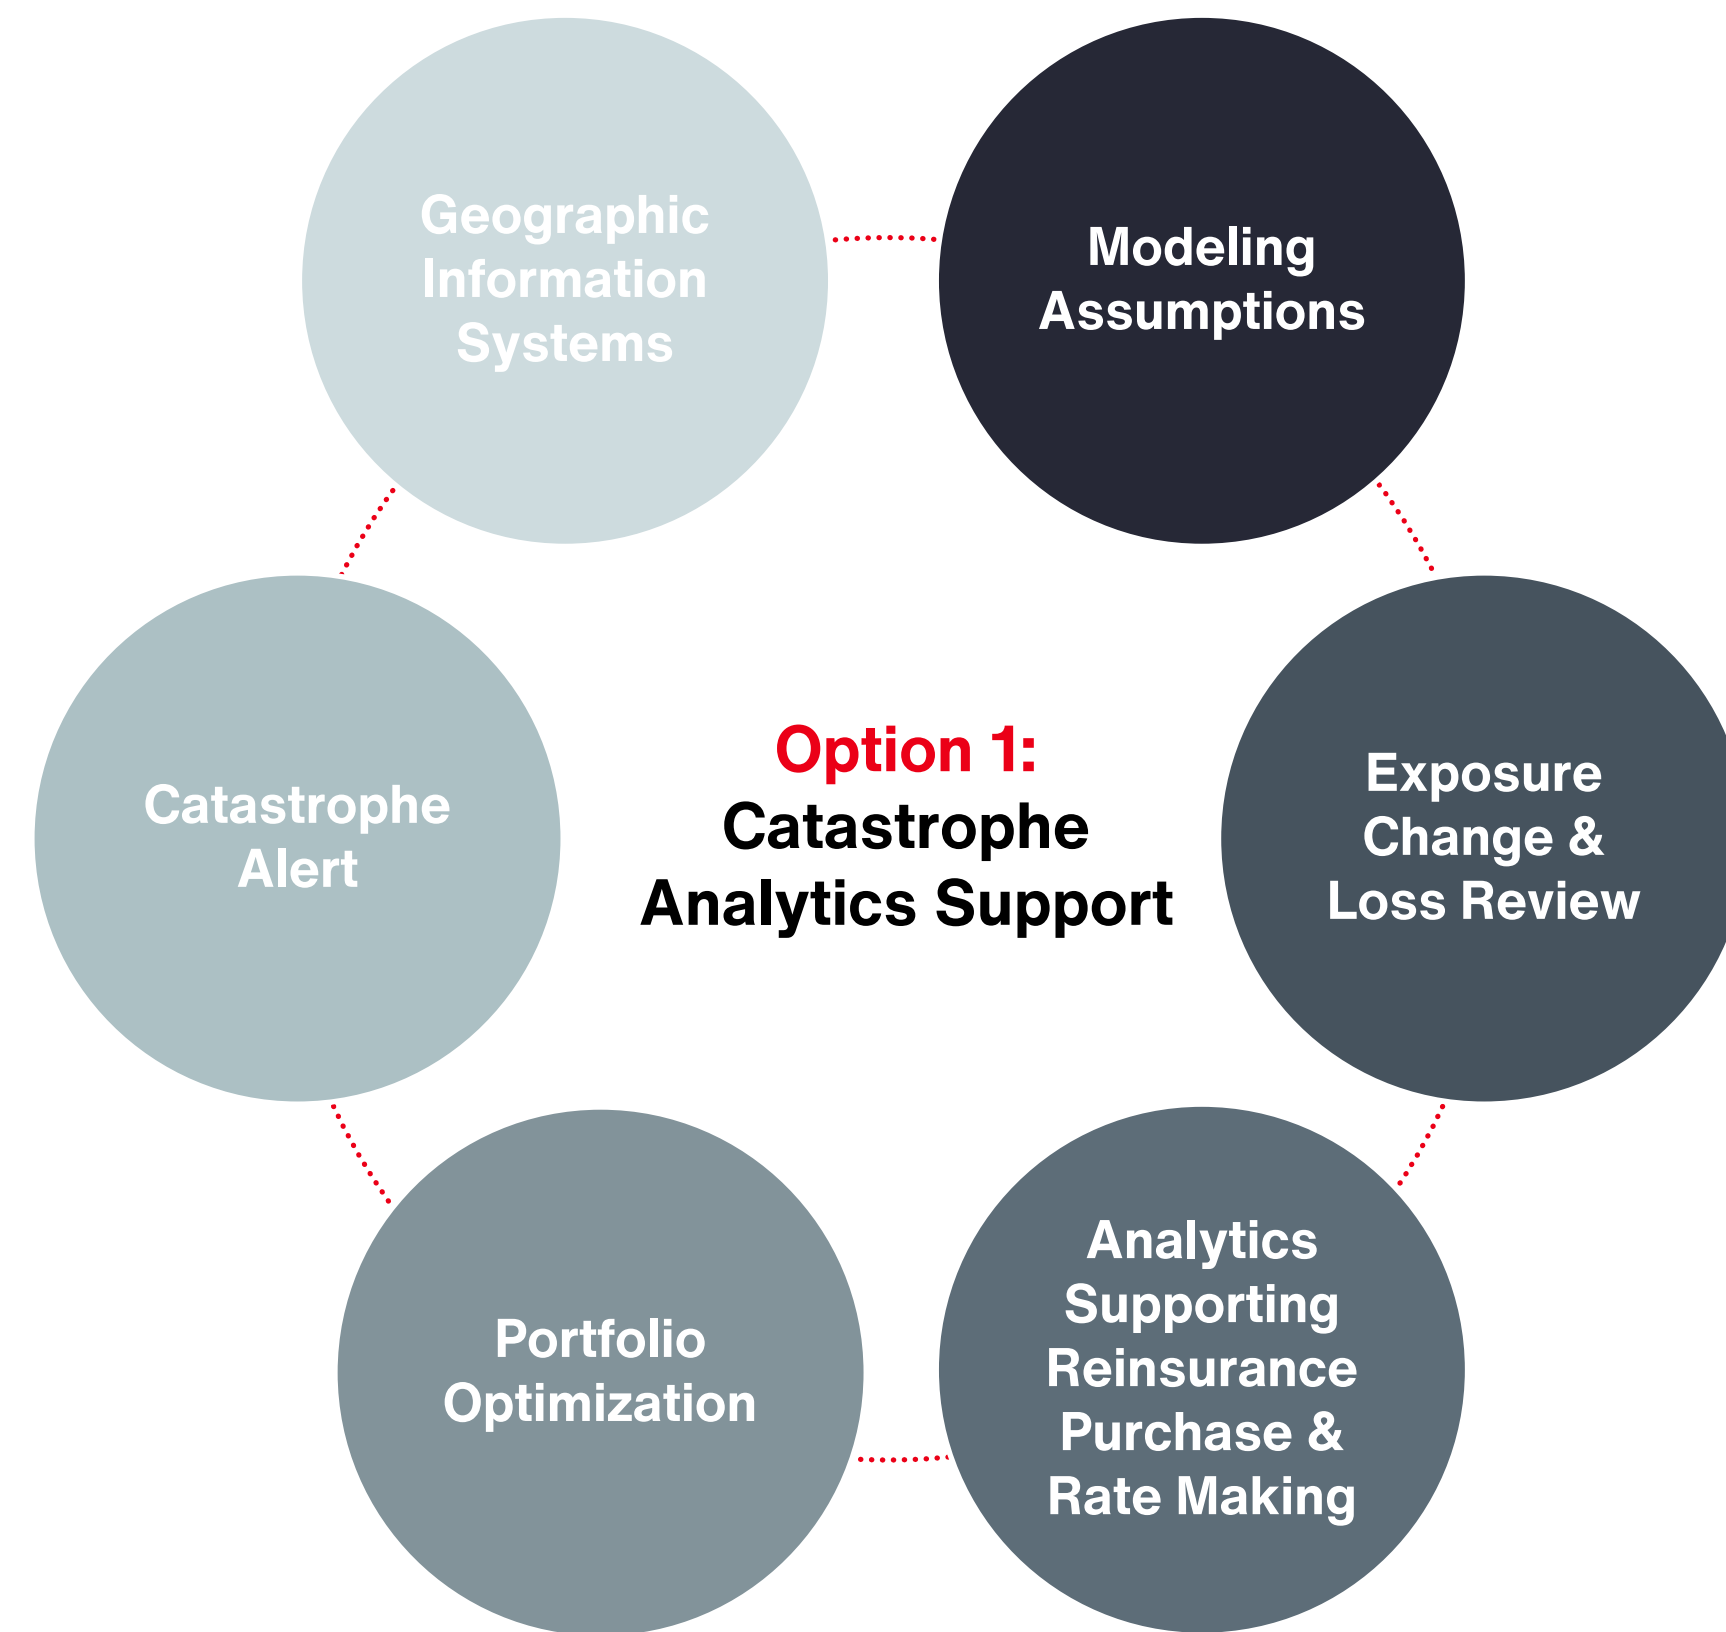 Geographic
Information
Systems
Modeling
Assumptions
Catastrophe
Alert
Option 1:
Catastrophe
Analytics Support
Exposure
Change &
Loss Review
Portfolio
Optimization
Analytics
Supporting
Reinsurance
Purchase &
Rate Making